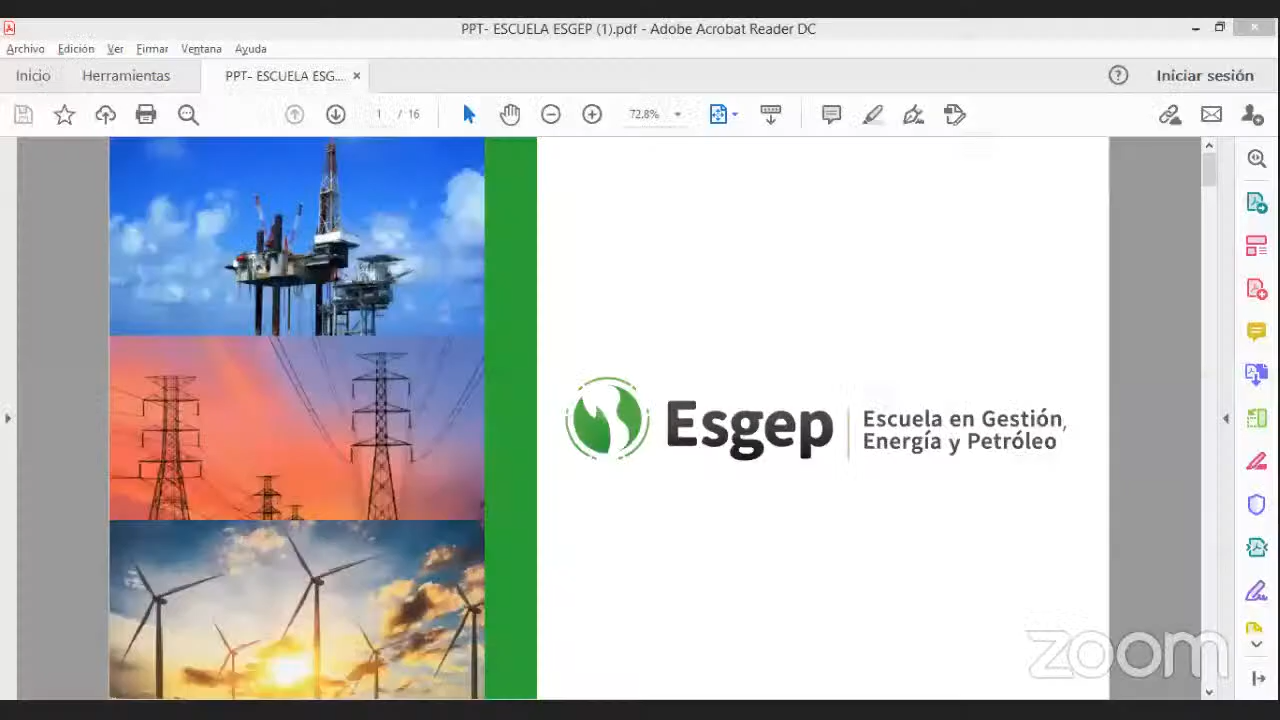 PPT- ESCUELA ESGEP (1).pdf - Adobe Acrobat Reader DC
Archivo Edición Ver Firmar Ventana Ayuda
Inicio Herramientas PPT- ESCUELA ESG... × Iniciar sesión
1 / 16 72.8%
Esgep
Escuela en Gestión,
Energía y Petróleo
zoom